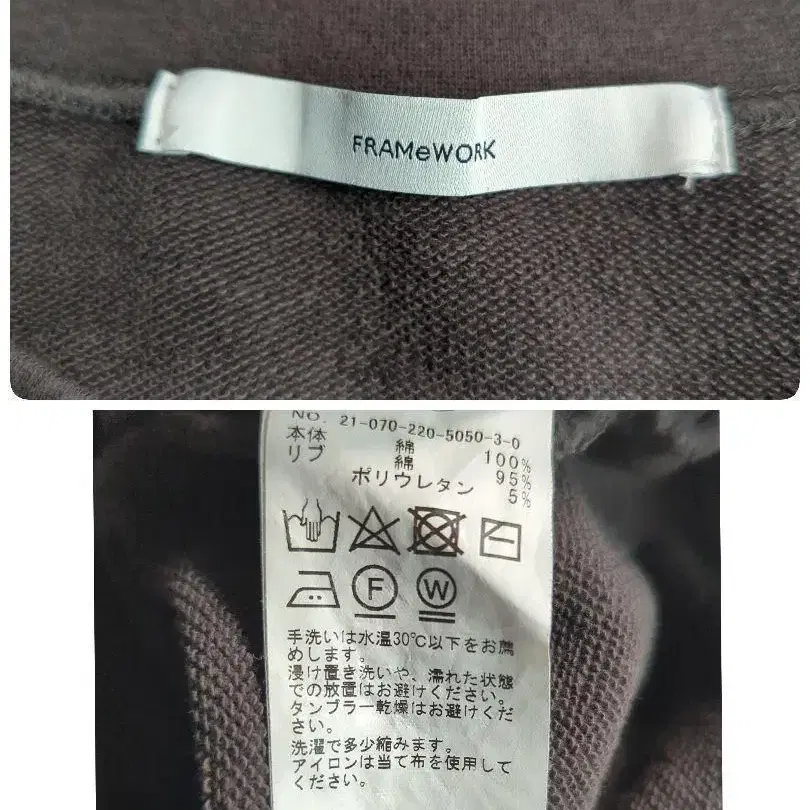 FRAMeWORK
NO. 21-070-220-5050-3-0
本体 綿 100%
リブ 綿 95%
ポリウレタン 5%
F W
手洗いは水温30℃以下をお薦
めします。
浸け置き洗いや、濡れた状態
での放置はお避けください。
タンブラー乾燥はお避けくだ
さい。
洗濯で多少縮みます。
アイロンは当て布を使用して
ください。